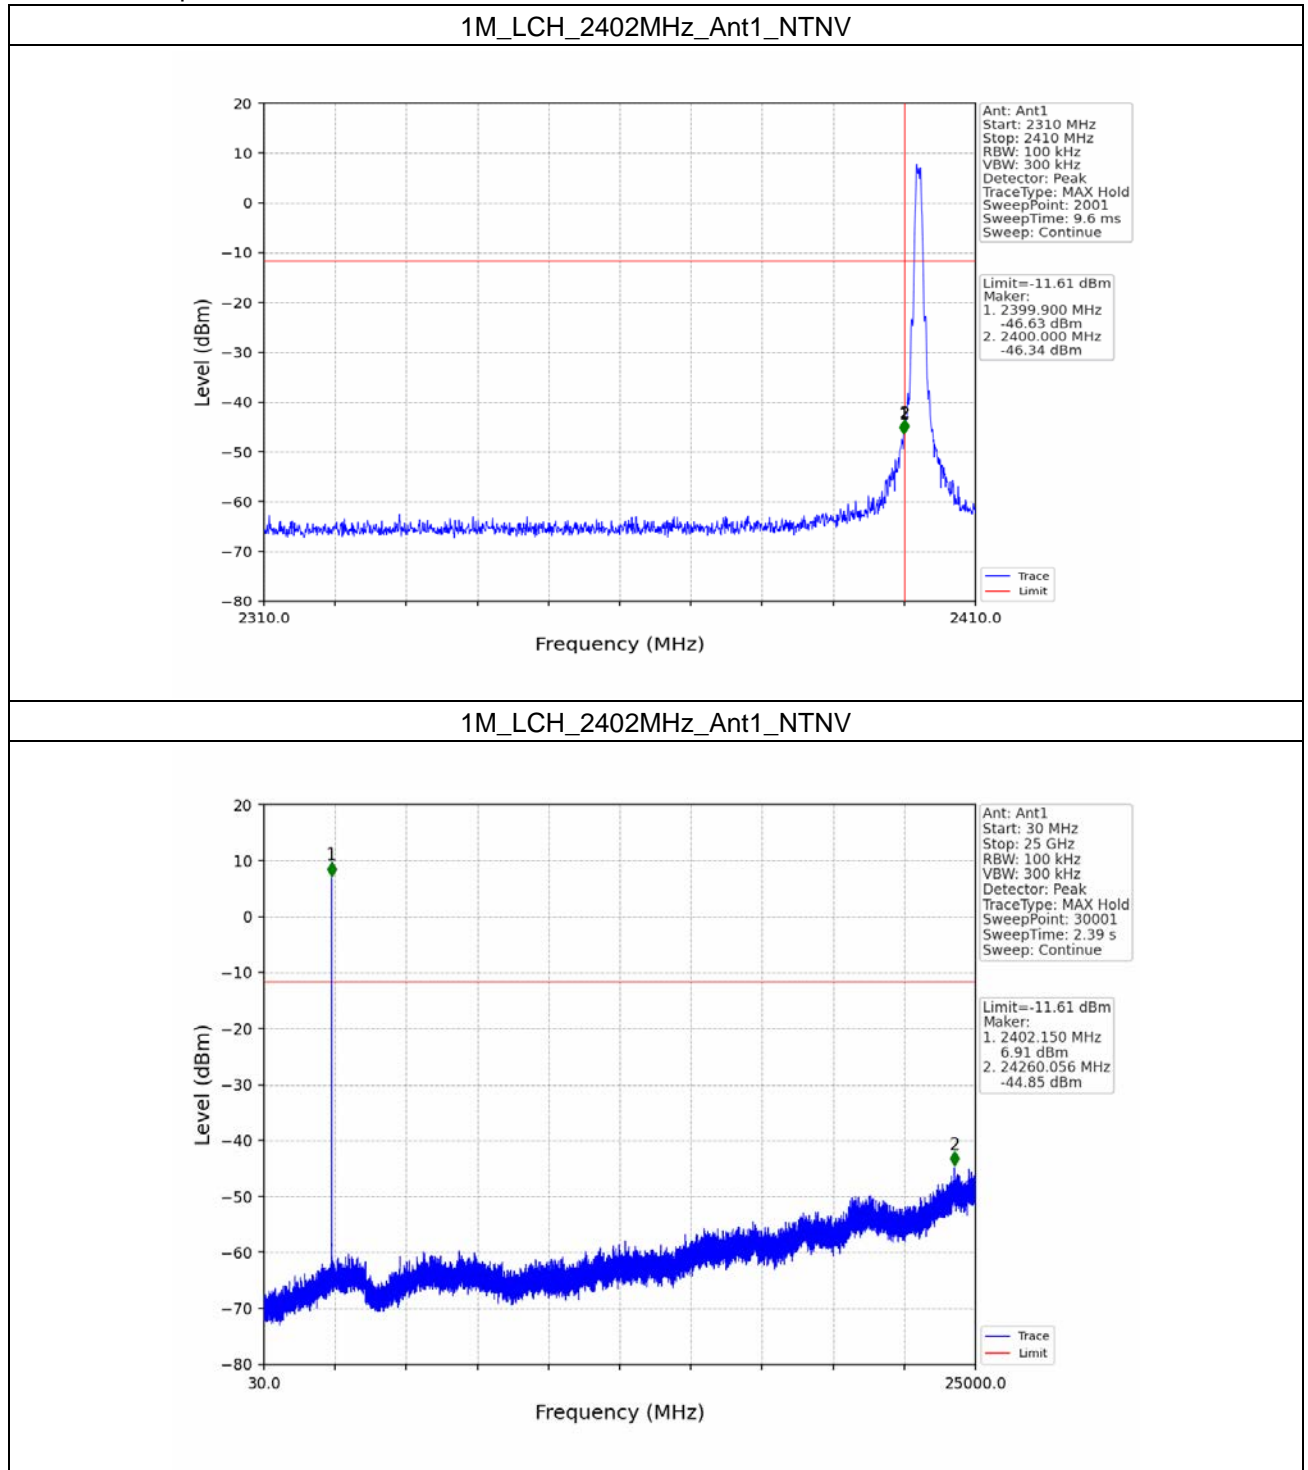 1M_LCH_2402MHz_Ant1_NTNV
20
10
0
−10
−20
−30
−40
−50
−60
−70
−80
Level (dBm)
2310.0
2410.0
Frequency (MHz)
2
Ant: Ant1
Start: 2310 MHz
Stop: 2410 MHz
RBW: 100 kHz
VBW: 300 kHz
Detector: Peak
TraceType: MAX Hold
SweepPoint: 2001
SweepTime: 9.6 ms
Sweep: Continue
Limit=-11.61 dBm
Maker:
1. 2399.900 MHz
-46.63 dBm
2. 2400.000 MHz
-46.34 dBm
Trace
Limit
1M_LCH_2402MHz_Ant1_NTNV
20
10
0
−10
−20
−30
−40
−50
−60
−70
−80
Level (dBm)
30.0
25000.0
Frequency (MHz)
1
2
Ant: Ant1
Start: 30 MHz
Stop: 25 GHz
RBW: 100 kHz
VBW: 300 kHz
Detector: Peak
TraceType: MAX Hold
SweepPoint: 30001
SweepTime: 2.39 s
Sweep: Continue
Limit=-11.61 dBm
Maker:
1. 2402.150 MHz
6.91 dBm
2. 24260.056 MHz
-44.85 dBm
Trace
Limit